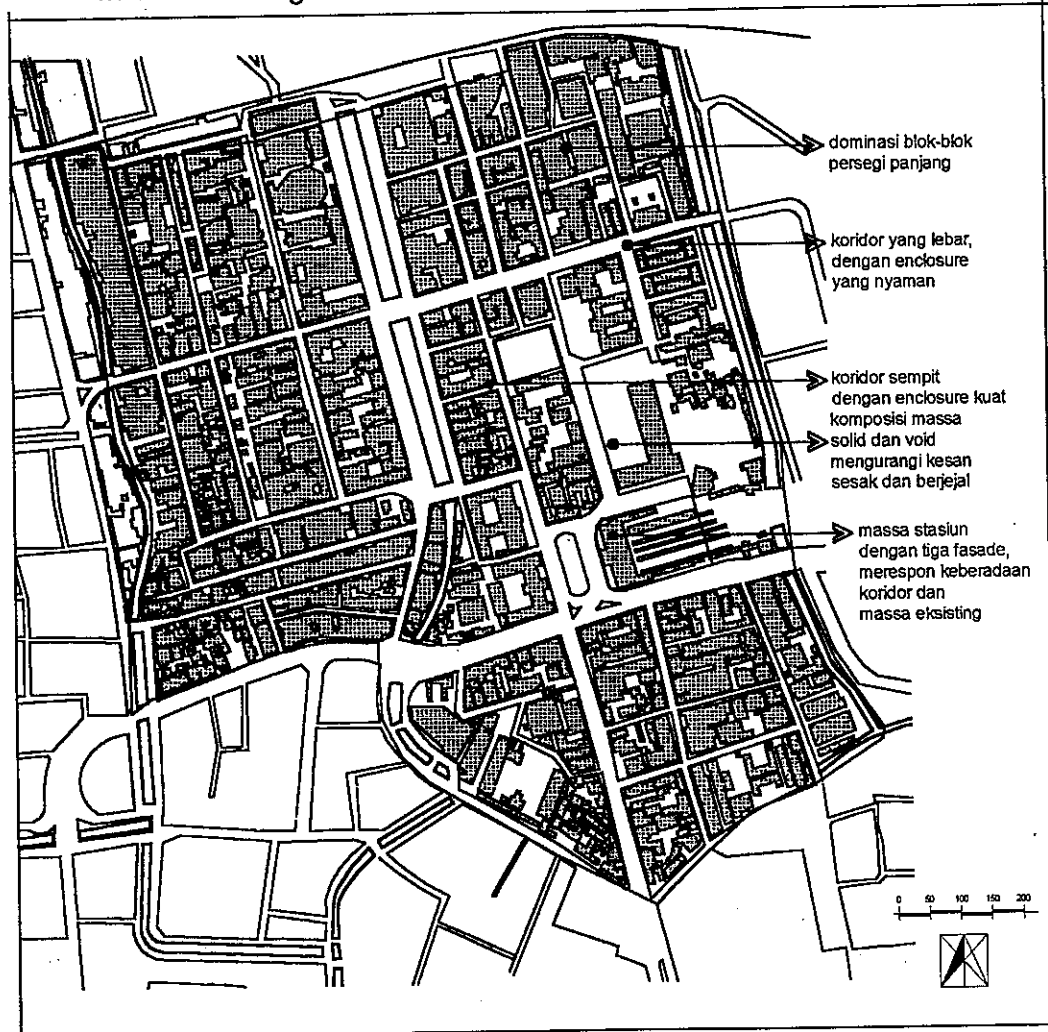 dominasi blok-blok
persegi panjang
koridor yang lebar,
dengan enclosure
yang nyaman
koridor sempit
dengan enclosure kuat
komposisi massa
solid dan void
mengurangi kesan
sesak dan berjejal
massa stasiun
dengan tiga fasade,
merespon keberadaan
koridor dan
massa eksisting
0 50 100 150 200